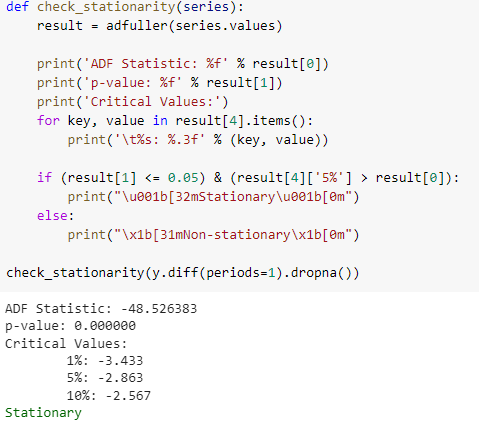 def check_stationarity(series):
    result = adfuller(series.values)

    print('ADF Statistic: %f' % result[0])
    print('p-value: %f' % result[1])
    print('Critical Values:')
    for key, value in result[4].items():
        print('\t%s: %.3f' % (key, value))

    if (result[1] <= 0.05) & (result[4]['5%'] > result[0]):
        print("\u001b[32mStationary\u001b[0m")
    else:
        print("\x1b[31mNon-stationary\x1b[0m")

check_stationarity(y.diff(periods=1).dropna())

ADF Statistic: -48.526383
p-value: 0.000000
Critical Values:
        1%: -3.433
        5%: -2.863
        10%: -2.567
Stationary